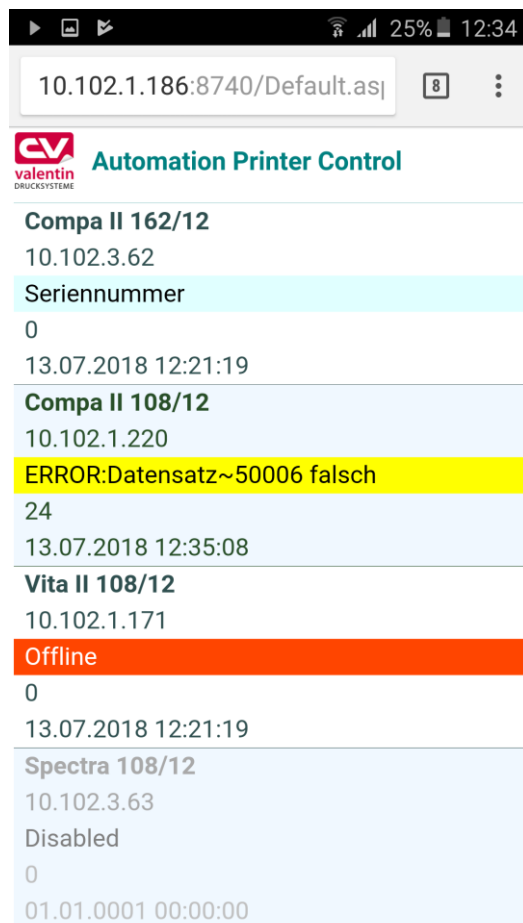 25% 12:34
10.102.1.186:8740/Default.asp
8
CV
valentin
DRUCKSYSTEME
Automation Printer Control
Compa II 162/12
10.102.3.62
Seriennummer
0
13.07.2018 12:21:19
Compa II 108/12
10.102.1.220
ERROR:Datensatz~50006 falsch
24
13.07.2018 12:35:08
Vita II 108/12
10.102.1.171
Offline
0
13.07.2018 12:21:19
Spectra 108/12
10.102.3.63
Disabled
0
01.01.0001 00:00:00